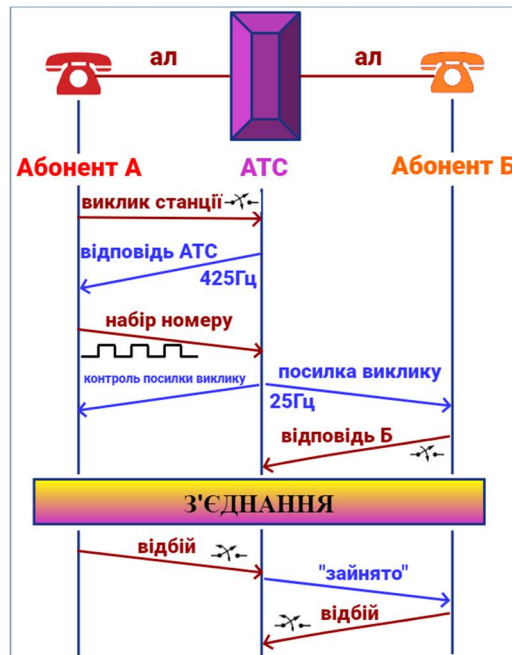 ал
ал
Абонент А
АТС
Абонент Б
виклик станції
відповідь АТС
425Гц
набір номеру
контроль посилки виклику
посилка виклику
25Гц
відповідь Б
З'ЄДНАННЯ
відбій
"зайнято"
відбій